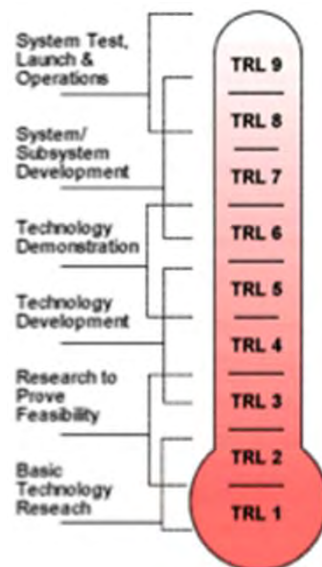 System Test,
Launch &
Operations
System/
Subsystem
Development
Technology
Demonstration
Technology
Development
Research to
Prove
Feasibility
Basic
Technology
Reseach
TRL 9
TRL 8
TRL 7
TRL 6
TRL 5
TRL 4
TRL 3
TRL 2
TRL 1